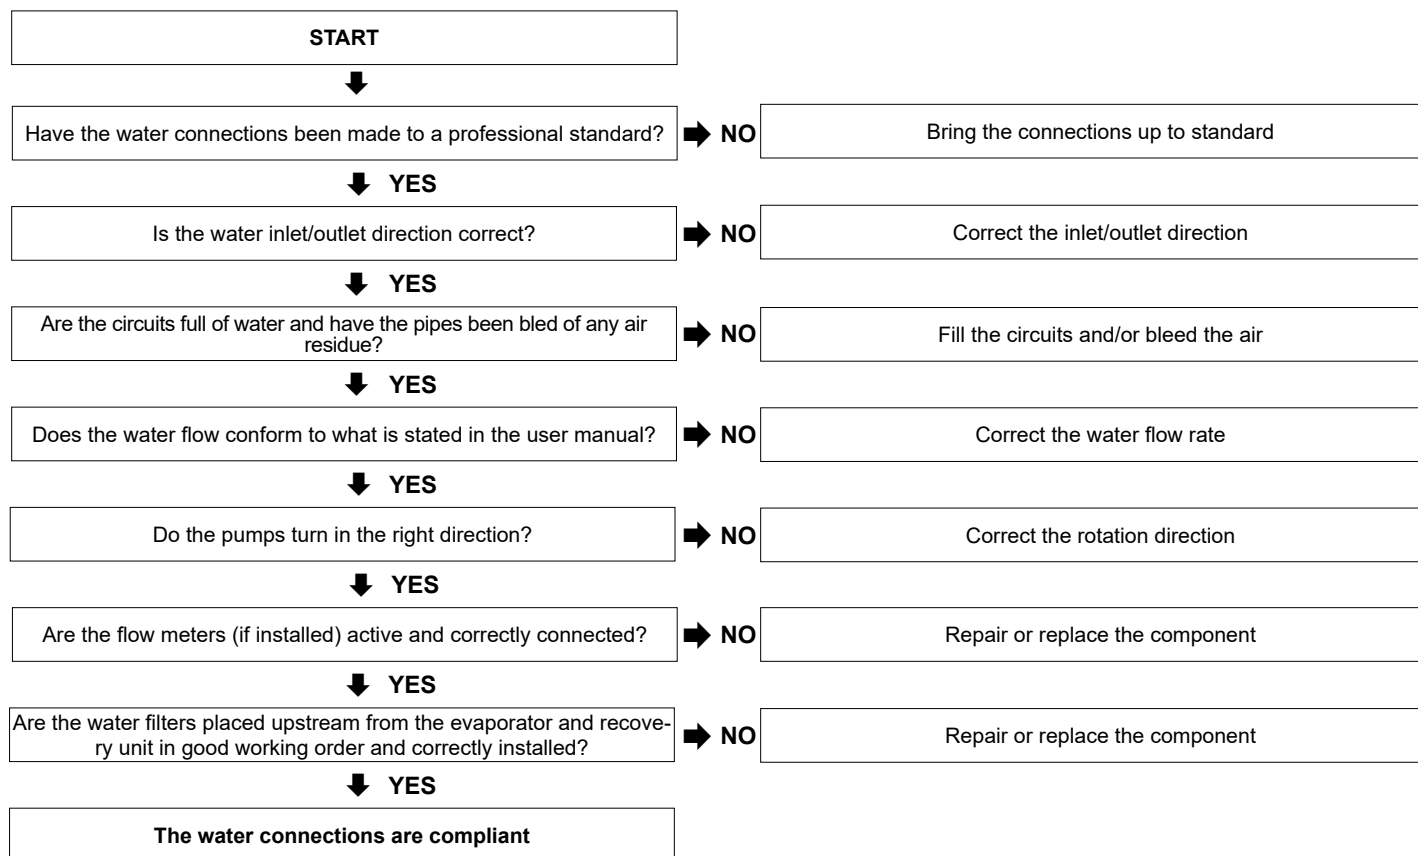 START
Have the water connections been made to a professional standard?
NO
Bring the connections up to standard
YES
Is the water inlet/outlet direction correct?
NO
Correct the inlet/outlet direction
YES
Are the circuits full of water and have the pipes been bled of any air
residue?
NO
Fill the circuits and/or bleed the air
YES
Does the water flow conform to what is stated in the user manual?
NO
Correct the water flow rate
YES
Do the pumps turn in the right direction?
NO
Correct the rotation direction
YES
Are the flow meters (if installed) active and correctly connected?
NO
Repair or replace the component
YES
Are the water filters placed upstream from the evaporator and recove-
ry unit in good working order and correctly installed?
NO
Repair or replace the component
YES
The water connections are compliant